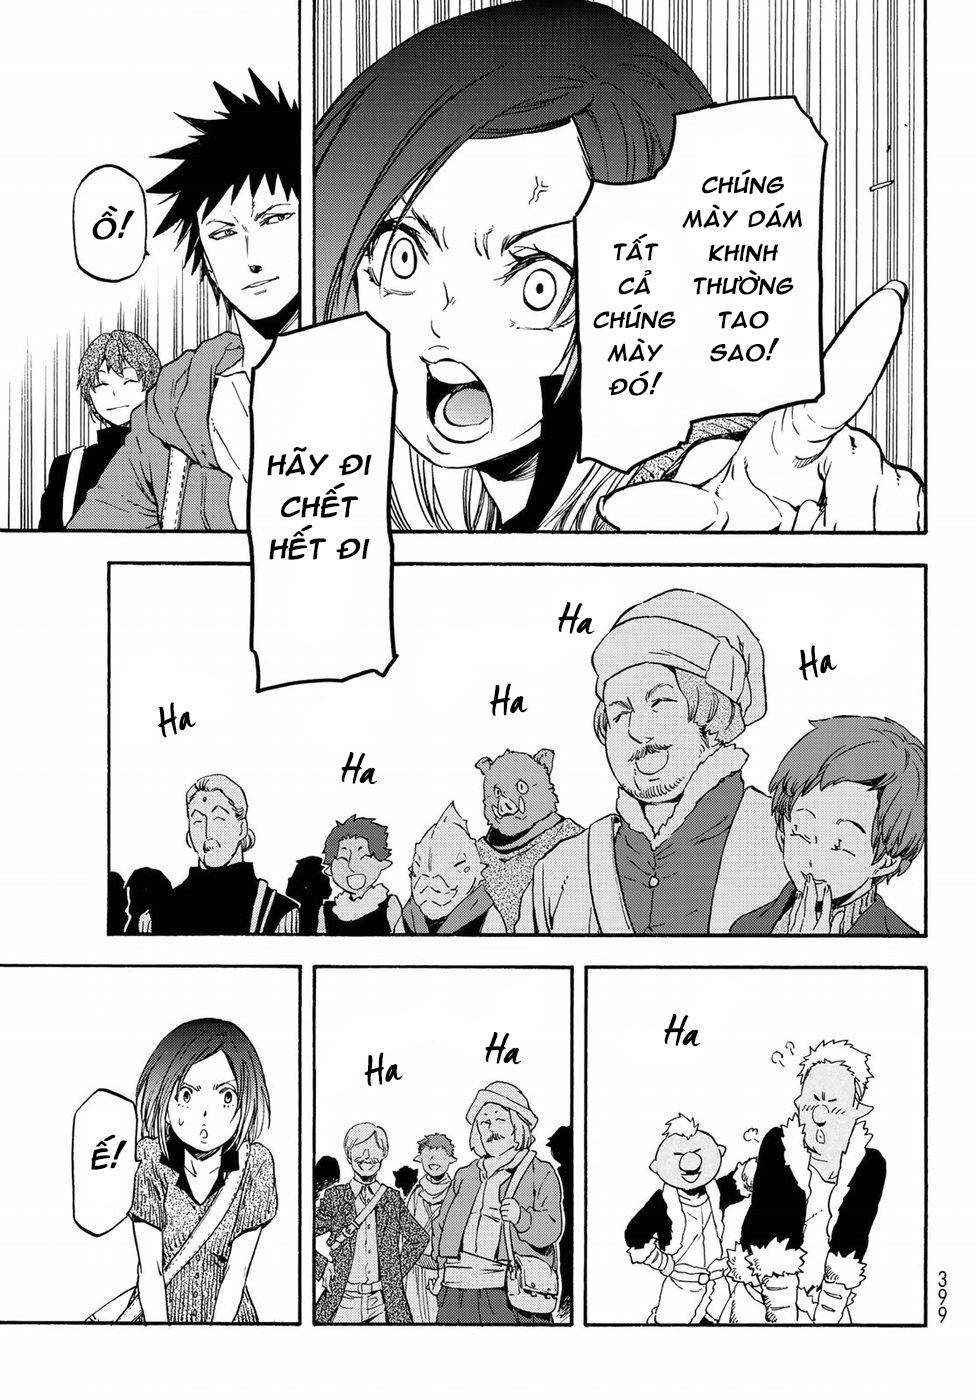 CHÚNG
MÀY DÁM
KHINH
THƯỜNG
TAO
SAO!
TẤT
CẢ
CHÚNG
MÀY
ĐÓ!
HÃY ĐI
CHẾT
HẾT ĐI
Ồ!
Ha
Ha
Ha
Ha
Ha
Ha
Ha
Ha
Ế!
399